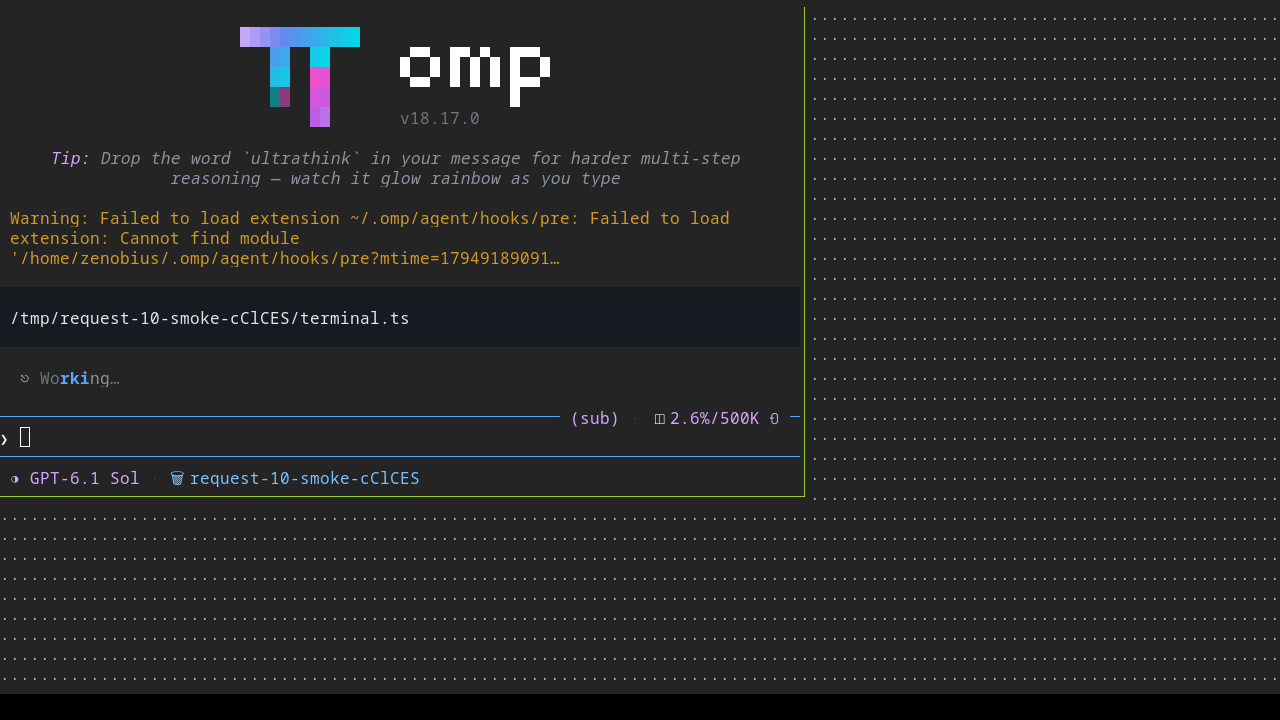 omp
v18.17.0
Tip: Drop the word `ultrathink` in your message for harder multi-step
reasoning — watch it glow rainbow as you type
Warning: Failed to load extension ~/.omp/agent/hooks/pre: Failed to load
extension: Cannot find module
'/home/zenobius/.omp/agent/hooks/pre?mtime=17949189091…
/tmp/request-10-smoke-cClCES/terminal.ts
Working…
(sub) · 2.6%/500K
❯
GPT-6.1 Sol · request-10-smoke-cClCES